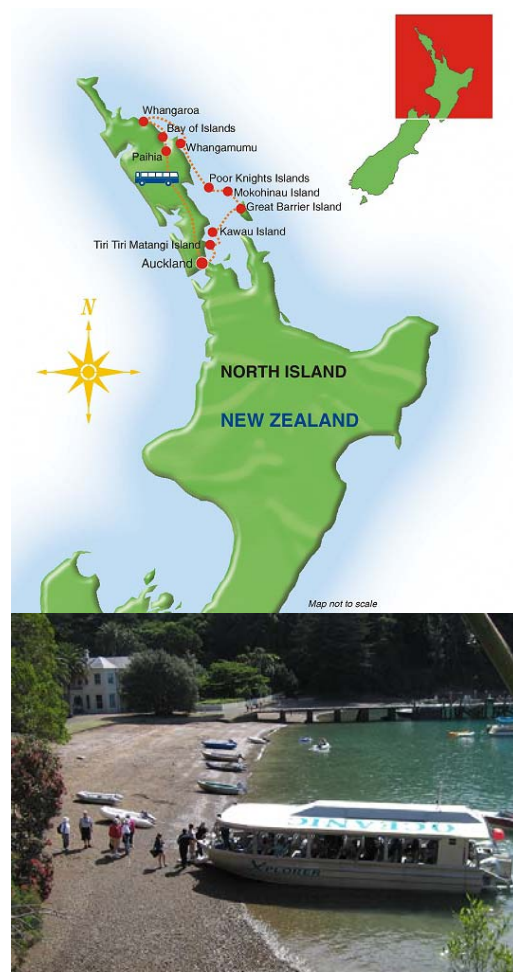 Whangaroa
Bay of Islands
Whangamumu
Paihia
Poor Knights Islands
Mokohinau Island
Great Barrier Island
Kawau Island
Tiri Tiri Matangi Island
Auckland
N
NORTH ISLAND
NEW ZEALAND
Map not to scale
OCEANIC
XPLORER